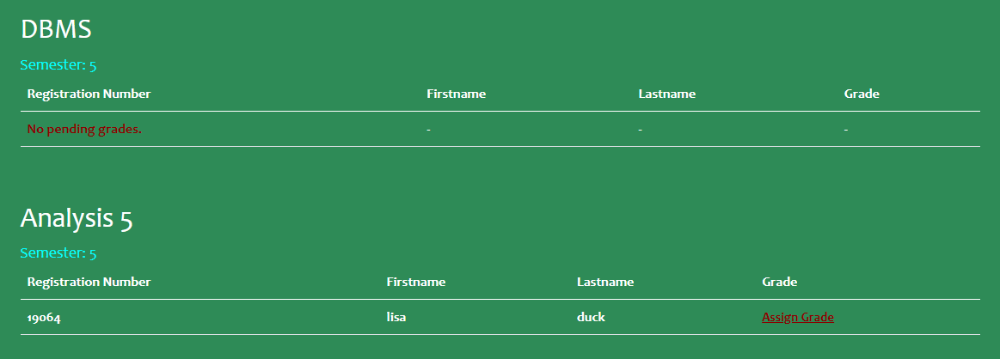 DBMS
Semester: 5
Registration Number Firstname Lastname Grade
No pending grades. - - -
Analysis 5
Semester: 5
Registration Number Firstname Lastname Grade
19064 lisa duck Assign Grade